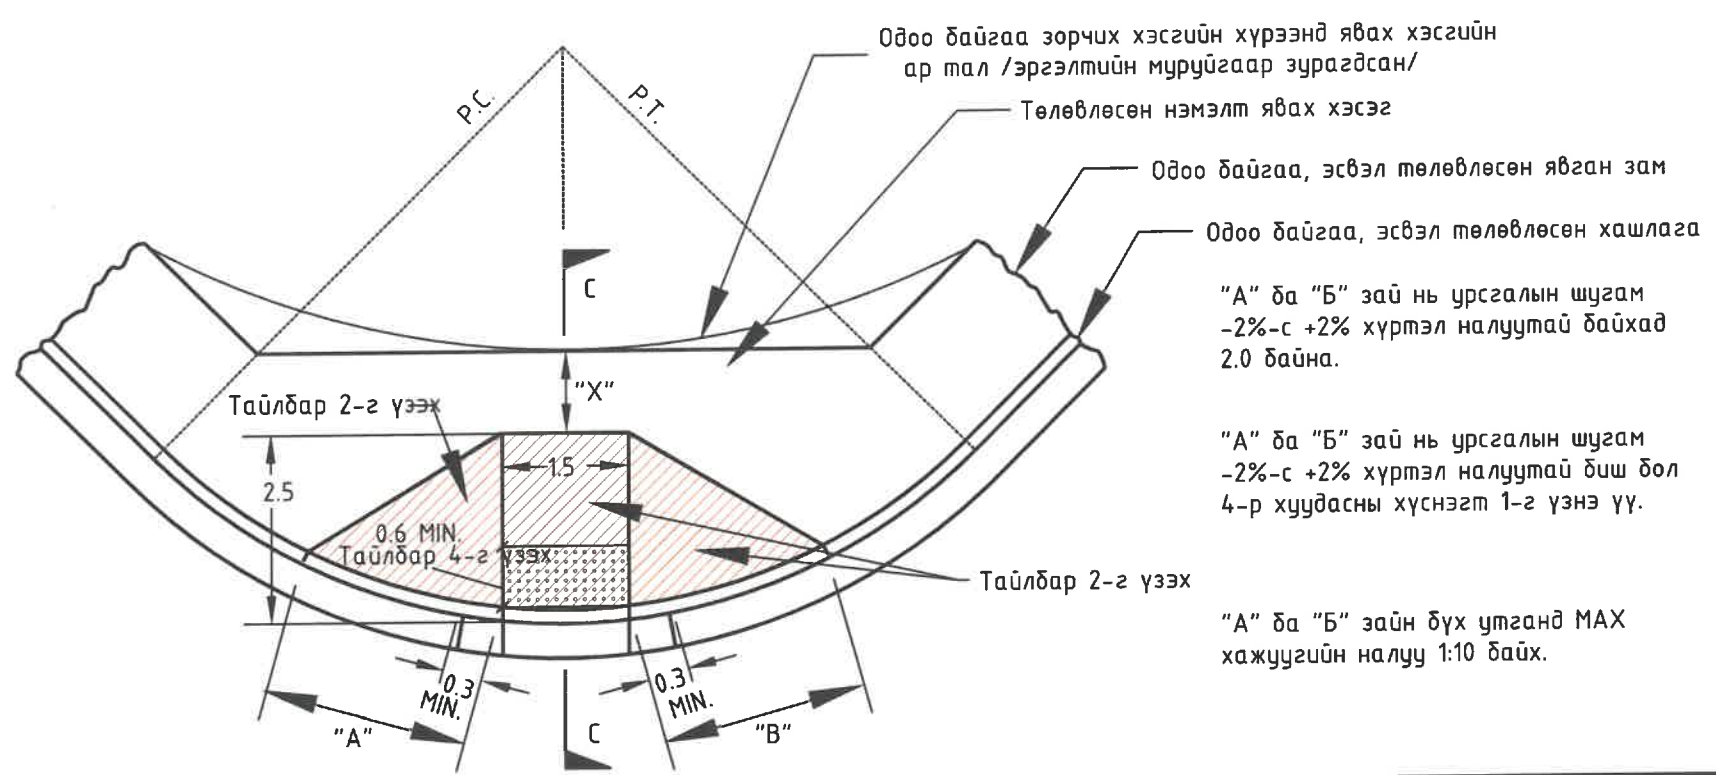 Одоо байгаа зорчих хэсгийн хүрээнд явах хэсгийн
ар тал /эргэлтийн муруйгаар зурагдсан/
P.C.
P.T.
Төлөвлөсөн нэмэлт явах хэсэг
Одоо байгаа, эсвэл төлөвлөсөн явган зам
Одоо байгаа, эсвэл төлөвлөсөн хашлага
C
"А" ба "Б" зай нь урсгалын шугам
-2%-с +2% хүртэл налуутай байхад
2.0 байна.
"X"
Тайлбар 2-г үзэх
"А" ба "Б" зай нь урсгалын шугам
-2%-с +2% хүртэл налуутай биш бол
4-р хуудасны хүснэгт 1-г үзнэ үү.
1.5
2.5
0.6 MIN.
Тайлбар 4-г үзэх
Тайлбар 2-г үзэх
"А" ба "Б" зайн бүх утганд MAX
хажуугийн налуу 1:10 байх.
0.3
MIN.
0.3
MIN.
"A"
C
"B"